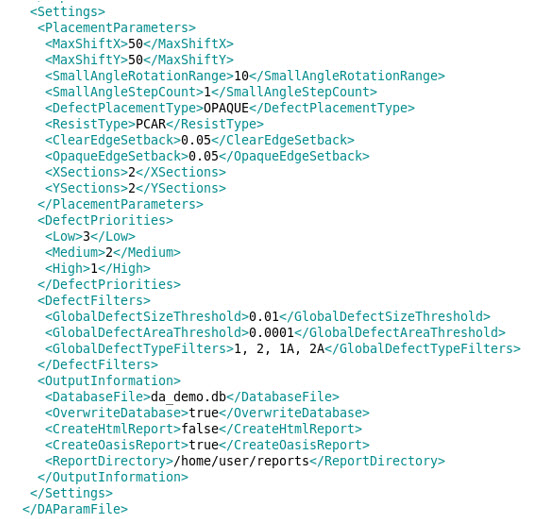 <Settings>
<PlacementParameters>
<MaxShiftX>50</MaxShiftX>
<MaxShiftY>50</MaxShiftY>
<SmallAngleRotationRange>10</SmallAngleRotationRange>
<SmallAngleStepCount>1</SmallAngleStepCount>
<DefectPlacementType>OPAQUE</DefectPlacementType>
<ResistType>PCAR</ResistType>
<ClearEdgeSetback>0.05</ClearEdgeSetback>
<OpaqueEdgeSetback>0.05</OpaqueEdgeSetback>
<XSections>2</XSections>
<YSections>2</YSections>
</PlacementParameters>
<DefectPriorities>
<Low>3</Low>
<Medium>2</Medium>
<High>1</High>
</DefectPriorities>
<DefectFilters>
<GlobalDefectSizeThreshold>0.01</GlobalDefectSizeThreshold>
<GlobalDefectAreaThreshold>0.0001</GlobalDefectAreaThreshold>
<GlobalDefectTypeFilters>1, 2, 1A, 2A</GlobalDefectTypeFilters>
</DefectFilters>
<OutputInformation>
<DatabaseFile>da_demo.db</DatabaseFile>
<OverwriteDatabase>true</OverwriteDatabase>
<CreateHtmlReport>false</CreateHtmlReport>
<CreateOasisReport>true</CreateOasisReport>
<ReportDirectory>/home/user/reports</ReportDirectory>
</OutputInformation>
</Settings>
</DAParamFile>